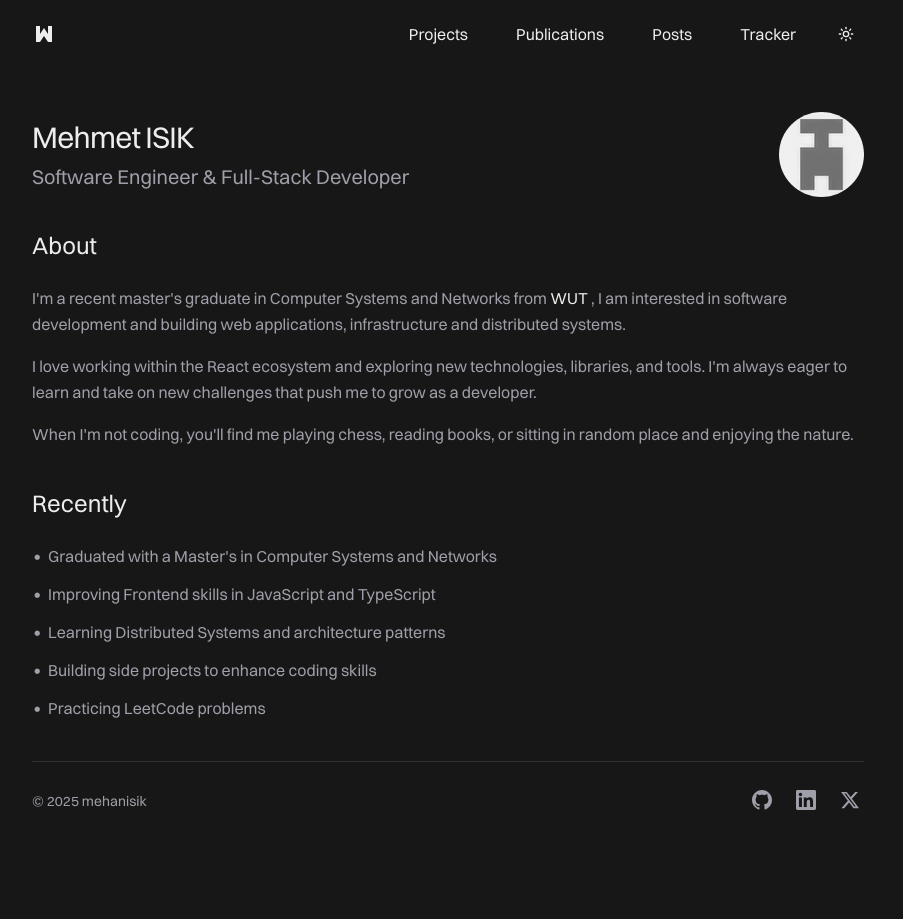 Projects
Publications
Posts
Tracker
Mehmet ISIK
Software Engineer & Full-Stack Developer
About
I'm a recent master's graduate in Computer Systems and Networks from WUT , I am interested in software
development and building web applications, infrastructure and distributed systems.
I love working within the React ecosystem and exploring new technologies, libraries, and tools. I'm always eager to
learn and take on new challenges that push me to grow as a developer.
When I'm not coding, you'll find me playing chess, reading books, or sitting in random place and enjoying the nature.
Recently
• Graduated with a Master's in Computer Systems and Networks
• Improving Frontend skills in JavaScript and TypeScript
• Learning Distributed Systems and architecture patterns
• Building side projects to enhance coding skills
• Practicing LeetCode problems
© 2025 mehanisik